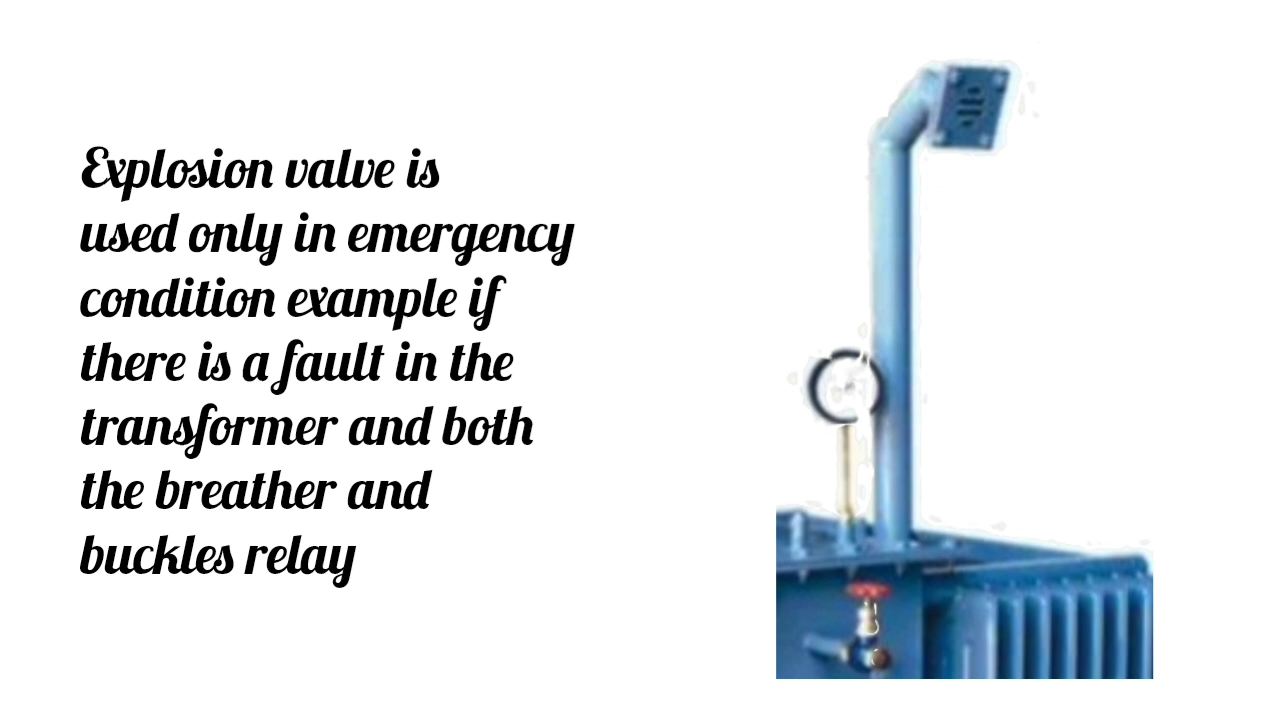 Explosion valve is
used only in emergency
condition example if
there is a fault in the
transformer and both
the breather and
buckles relay